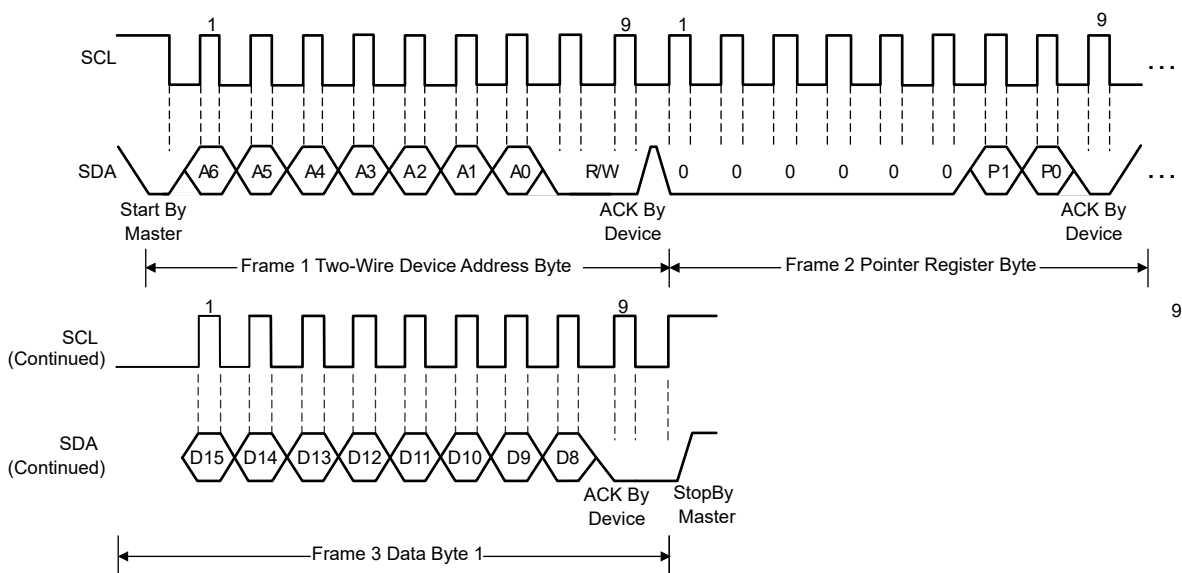 1 9 1 9
SCL ...
SDA A6 A5 A4 A3 A2 A1 A0 R/W 0 0 0 0 0 0 P1 P0 ...
Start By
Master
ACK By
Device
ACK By
Device
Frame 1 Two-Wire Device Address Byte
Frame 2 Pointer Register Byte
1 9 9
SCL
(Continued)
SDA
(Continued)
D15 D14 D13 D12 D11 D10 D9 D8
ACK By
Device
StopBy
Master
Frame 3 Data Byte 1